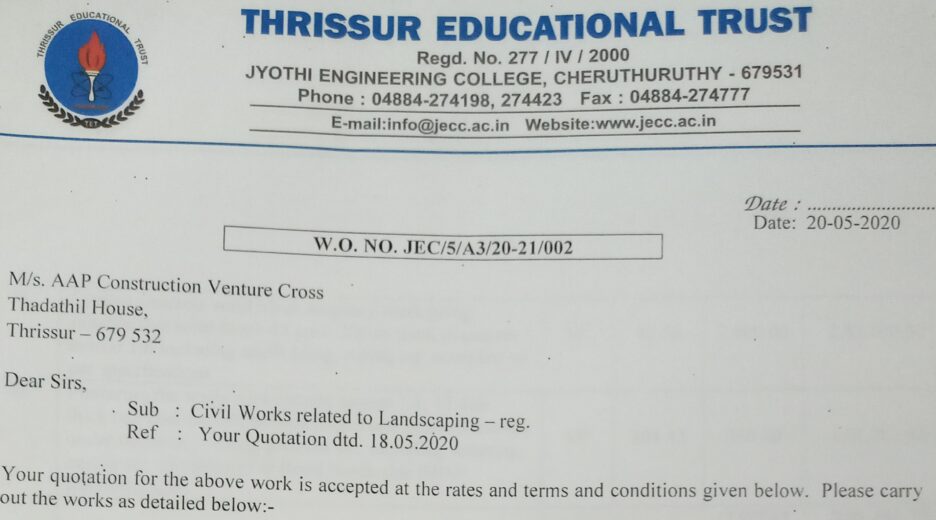 THRISSUR EDUCATIONAL TRUST
TET
THRISSUR EDUCATIONAL TRUST
Regd. No. 277 / IV / 2000
JYOTHI ENGINEERING COLLEGE, CHERUTHURUTHY - 679531
Phone : 04884-274198, 274423 Fax : 04884-274777
E-mail:info@jecc.ac.in Website:www.jecc.ac.in
Date : ..........................
Date: 20-05-2020
W.O. NO. JEC/5/A3/20-21/002
M/s. AAP Construction Venture Cross
Thadathil House,
Thrissur – 679 532
Dear Sirs,
Sub : Civil Works related to Landscaping – reg.
Ref : Your Quotation dtd. 18.05.2020
Your quotation for the above work is accepted at the rates and terms and conditions given below. Please carry
out the works as detailed below:-